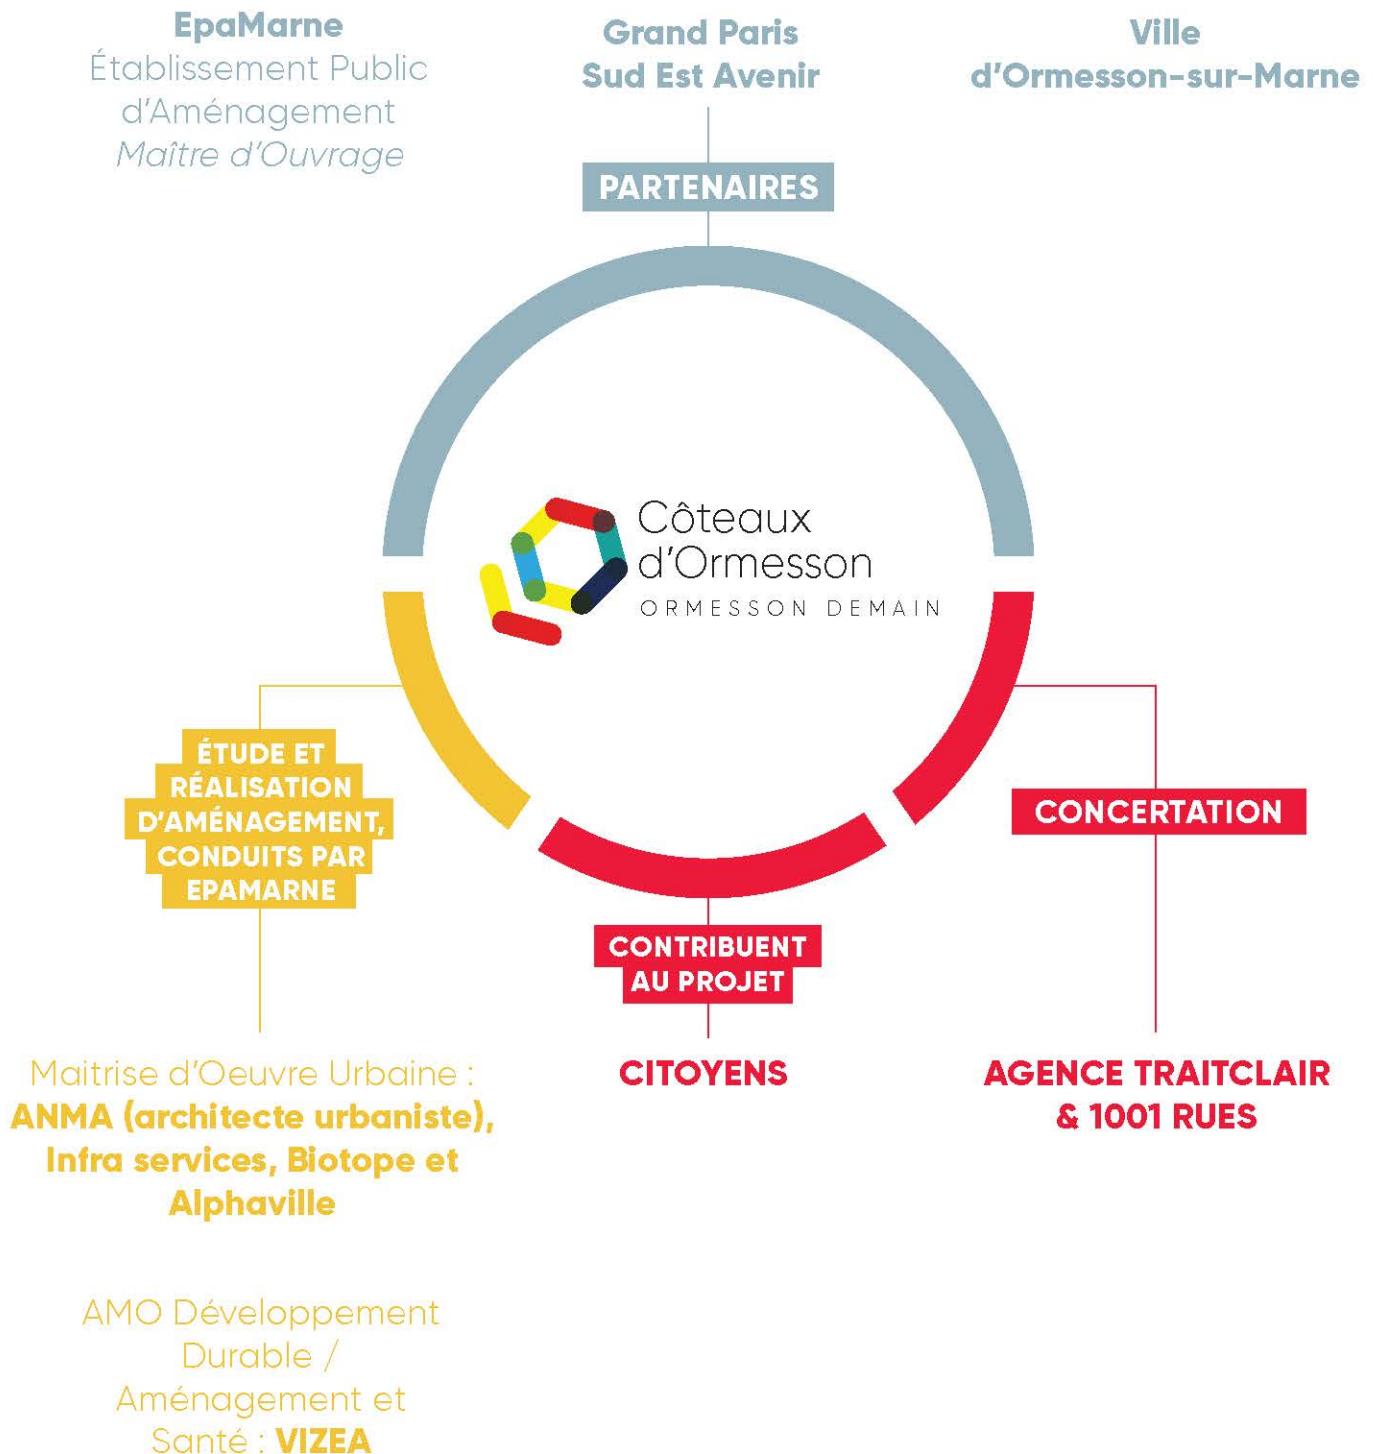 EpaMarne
Établissement Public
d'Aménagement
Maître d'Ouvrage
Grand Paris
Sud Est Avenir
Ville
d'Ormesson-sur-Marne
PARTENAIRES
Côteaux
d'Ormesson
ORMESSON DEMAIN
ÉTUDE ET
RÉALISATION
D'AMÉNAGEMENT,
CONDUITS PAR
EPAMARNE
Maitrise d'Oeuvre Urbaine :
ANMA (architecte urbaniste),
Infra services, Biotope et
Alphaville
AMO Développement
Durable /
Aménagement et
Santé : VIZEA
CONTRIBUENT
AU PROJET
CITOYENS
CONCERTATION
AGENCE TRAITCLAIR
& 1001 RUES